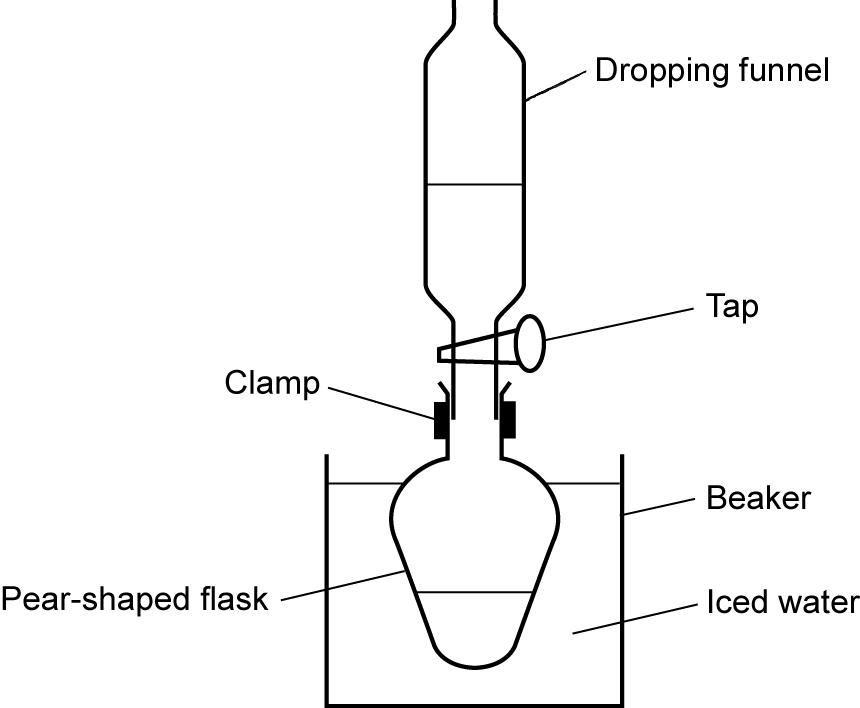 Dropping funnel
Tap
Clamp
Beaker
Pear-shaped flask
Iced water